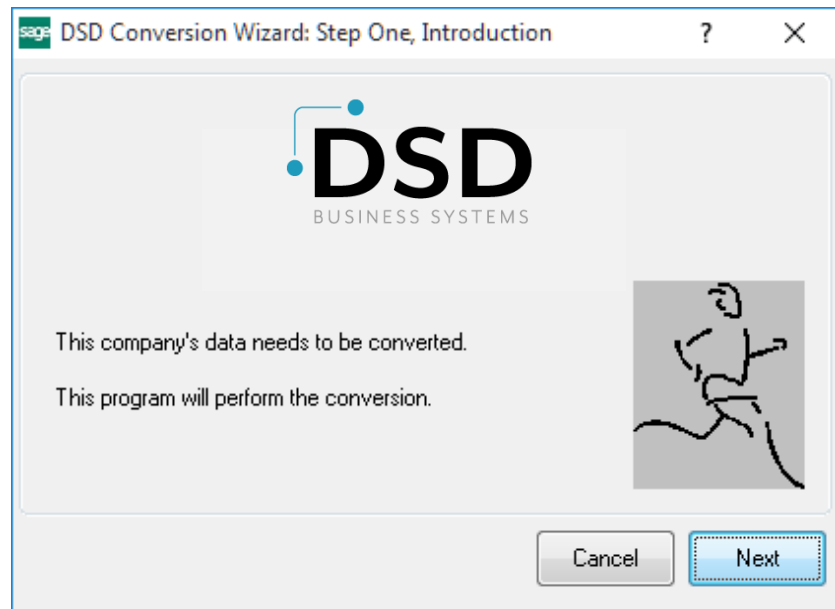 sage DSD Conversion Wizard: Step One, Introduction ?
DSD
BUSINESS SYSTEMS
This company's data needs to be converted.
This program will perform the conversion.
Cancel Next